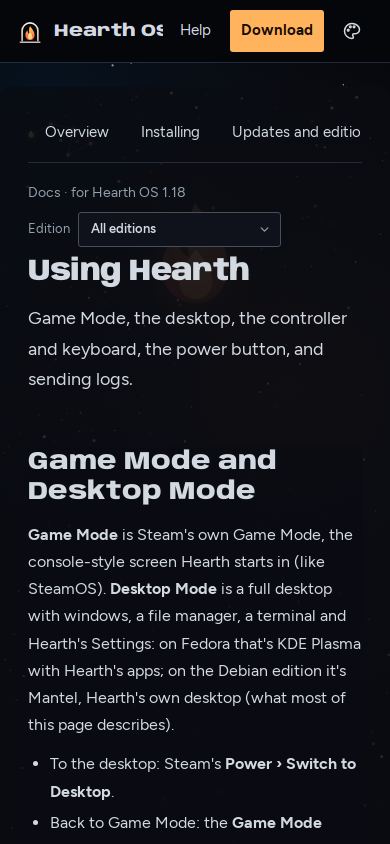 Hearth OS
Help
Download
Overview
Installing
Updates and editio
Docs · for Hearth OS 1.18
Edition
All editions
Using Hearth
Game Mode, the desktop, the controller
and keyboard, the power button, and
sending logs.
Game Mode and
Desktop Mode
Game Mode is Steam's own Game Mode, the
console-style screen Hearth starts in (like
SteamOS). Desktop Mode is a full desktop
with windows, a file manager, a terminal and
Hearth's Settings: on Fedora that's KDE Plasma
with Hearth's apps; on the Debian edition it's
Mantel, Hearth's own desktop (what most of
this page describes).
• To the desktop: Steam's Power › Switch to
Desktop.
• Back to Game Mode: the Game Mode